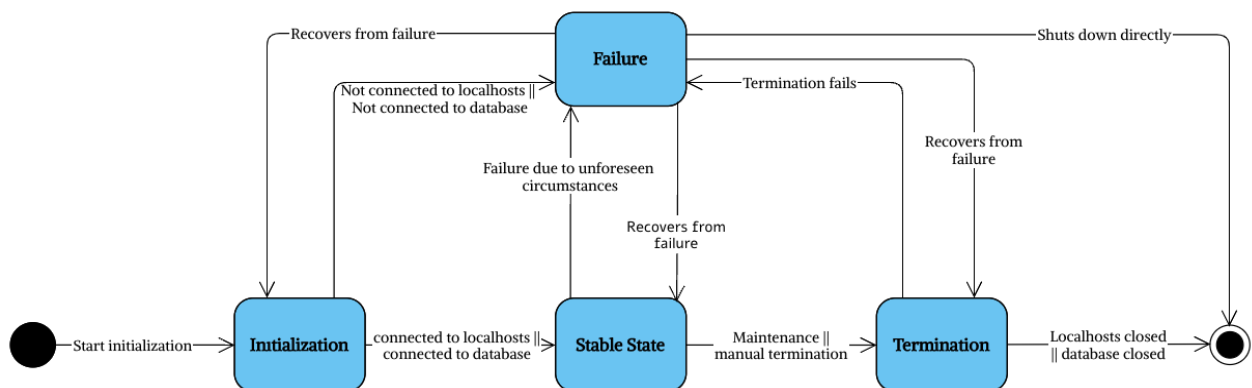 Recovers from failure
Failure
Shuts down directly
Not connected to localhosts ||
Not connected to database
Termination fails
Failure due to unforeseen
circumstances
Recovers from
failure
Recovers from
failure
Start initialization
Initialization
connected to localhosts ||
connected to database
Stable State
Maintenance ||
manual termination
Termination
Localhosts closed
|| database closed